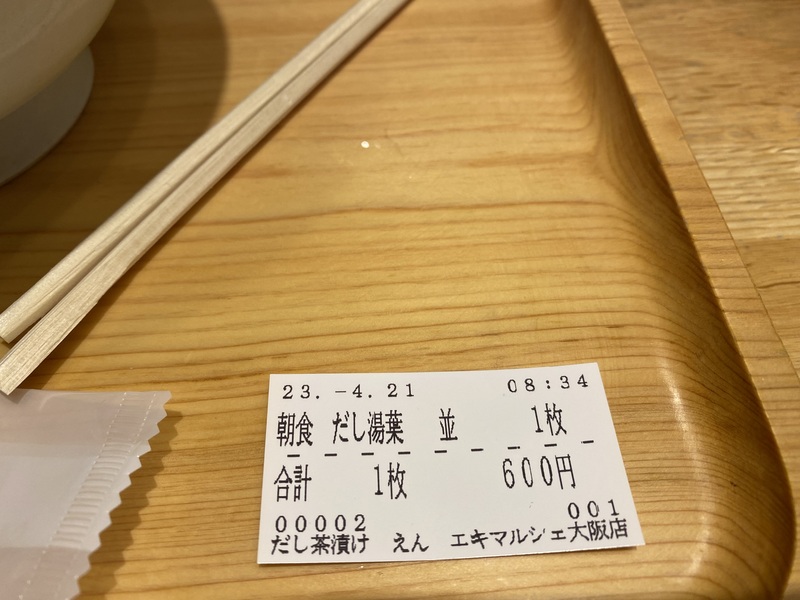 23.-4.21 08:34
朝食 だし湯葉 並 1枚
合計 1枚 600円
00002 001
だし茶漬け えん エキマルシェ大阪店